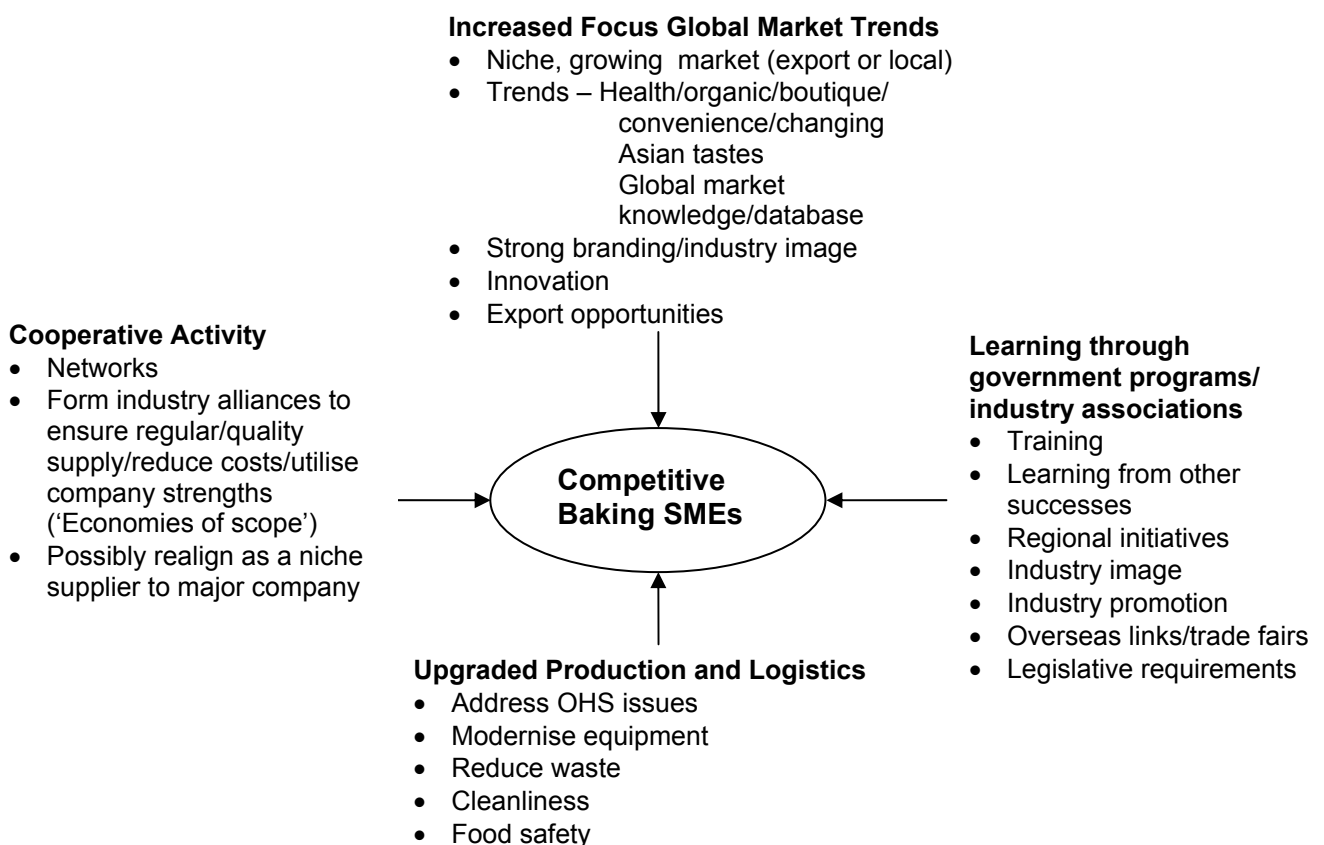 Increased Focus Global Market Trends
• Niche, growing  market (export or local)
• Trends – Health/organic/boutique/
convenience/changing
Asian tastes
Global market
knowledge/database
• Strong branding/industry image
• Innovation
• Export opportunities
Cooperative Activity
• Networks
• Form industry alliances to
ensure regular/quality
supply/reduce costs/utilise
company strengths
(‘Economies of scope’)
• Possibly realign as a niche
supplier to major company
Competitive
Baking SMEs
Learning through
government programs/
industry associations
• Training
• Learning from other
successes
• Regional initiatives
• Industry image
• Industry promotion
• Overseas links/trade fairs
• Legislative requirements
Upgraded Production and Logistics
• Address OHS issues
• Modernise equipment
• Reduce waste
• Cleanliness
• Food safety